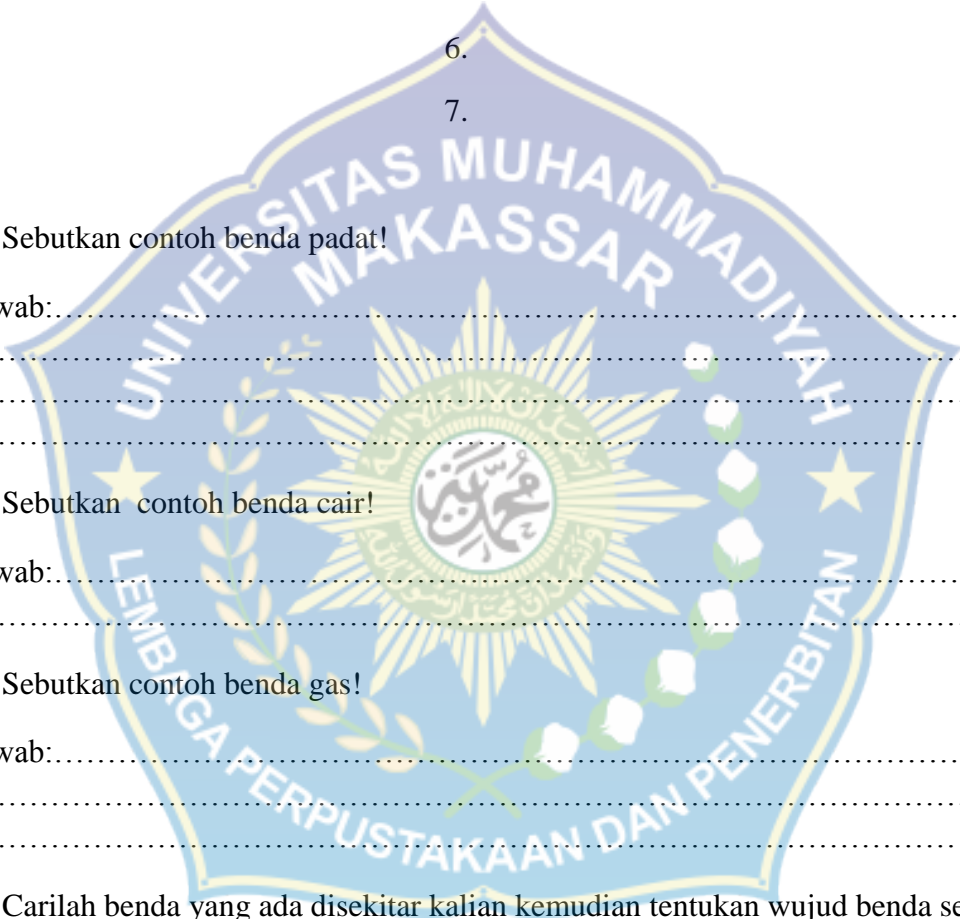 6.
7.
UNIVERSITAS MUHAMMADIYAH
MAKASSAR
Sebutkan contoh benda padat!
wab:………………………………………………………………
………………………………………………………………
………………………………………………………………
………………………………………………………………
Sebutkan  contoh benda cair!
wab:………………………………………………………………
………………………………………………………………
Sebutkan contoh benda gas!
wab:………………………………………………………………
………………………………………………………………
………………………………………………………………
LEMBAGA PERPUSTAKAAN DAN PENERBITAN
Carilah benda yang ada disekitar kalian kemudian tentukan wujud benda se